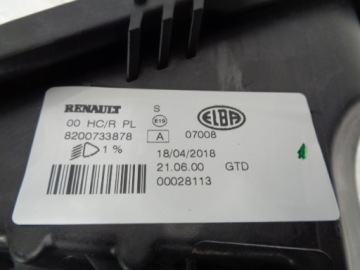 RENAULT S E19 ELBA
00 HC/R PL
8200733878 A 07008
1 % 18/04/2018
21.06.00 GTD
00028113